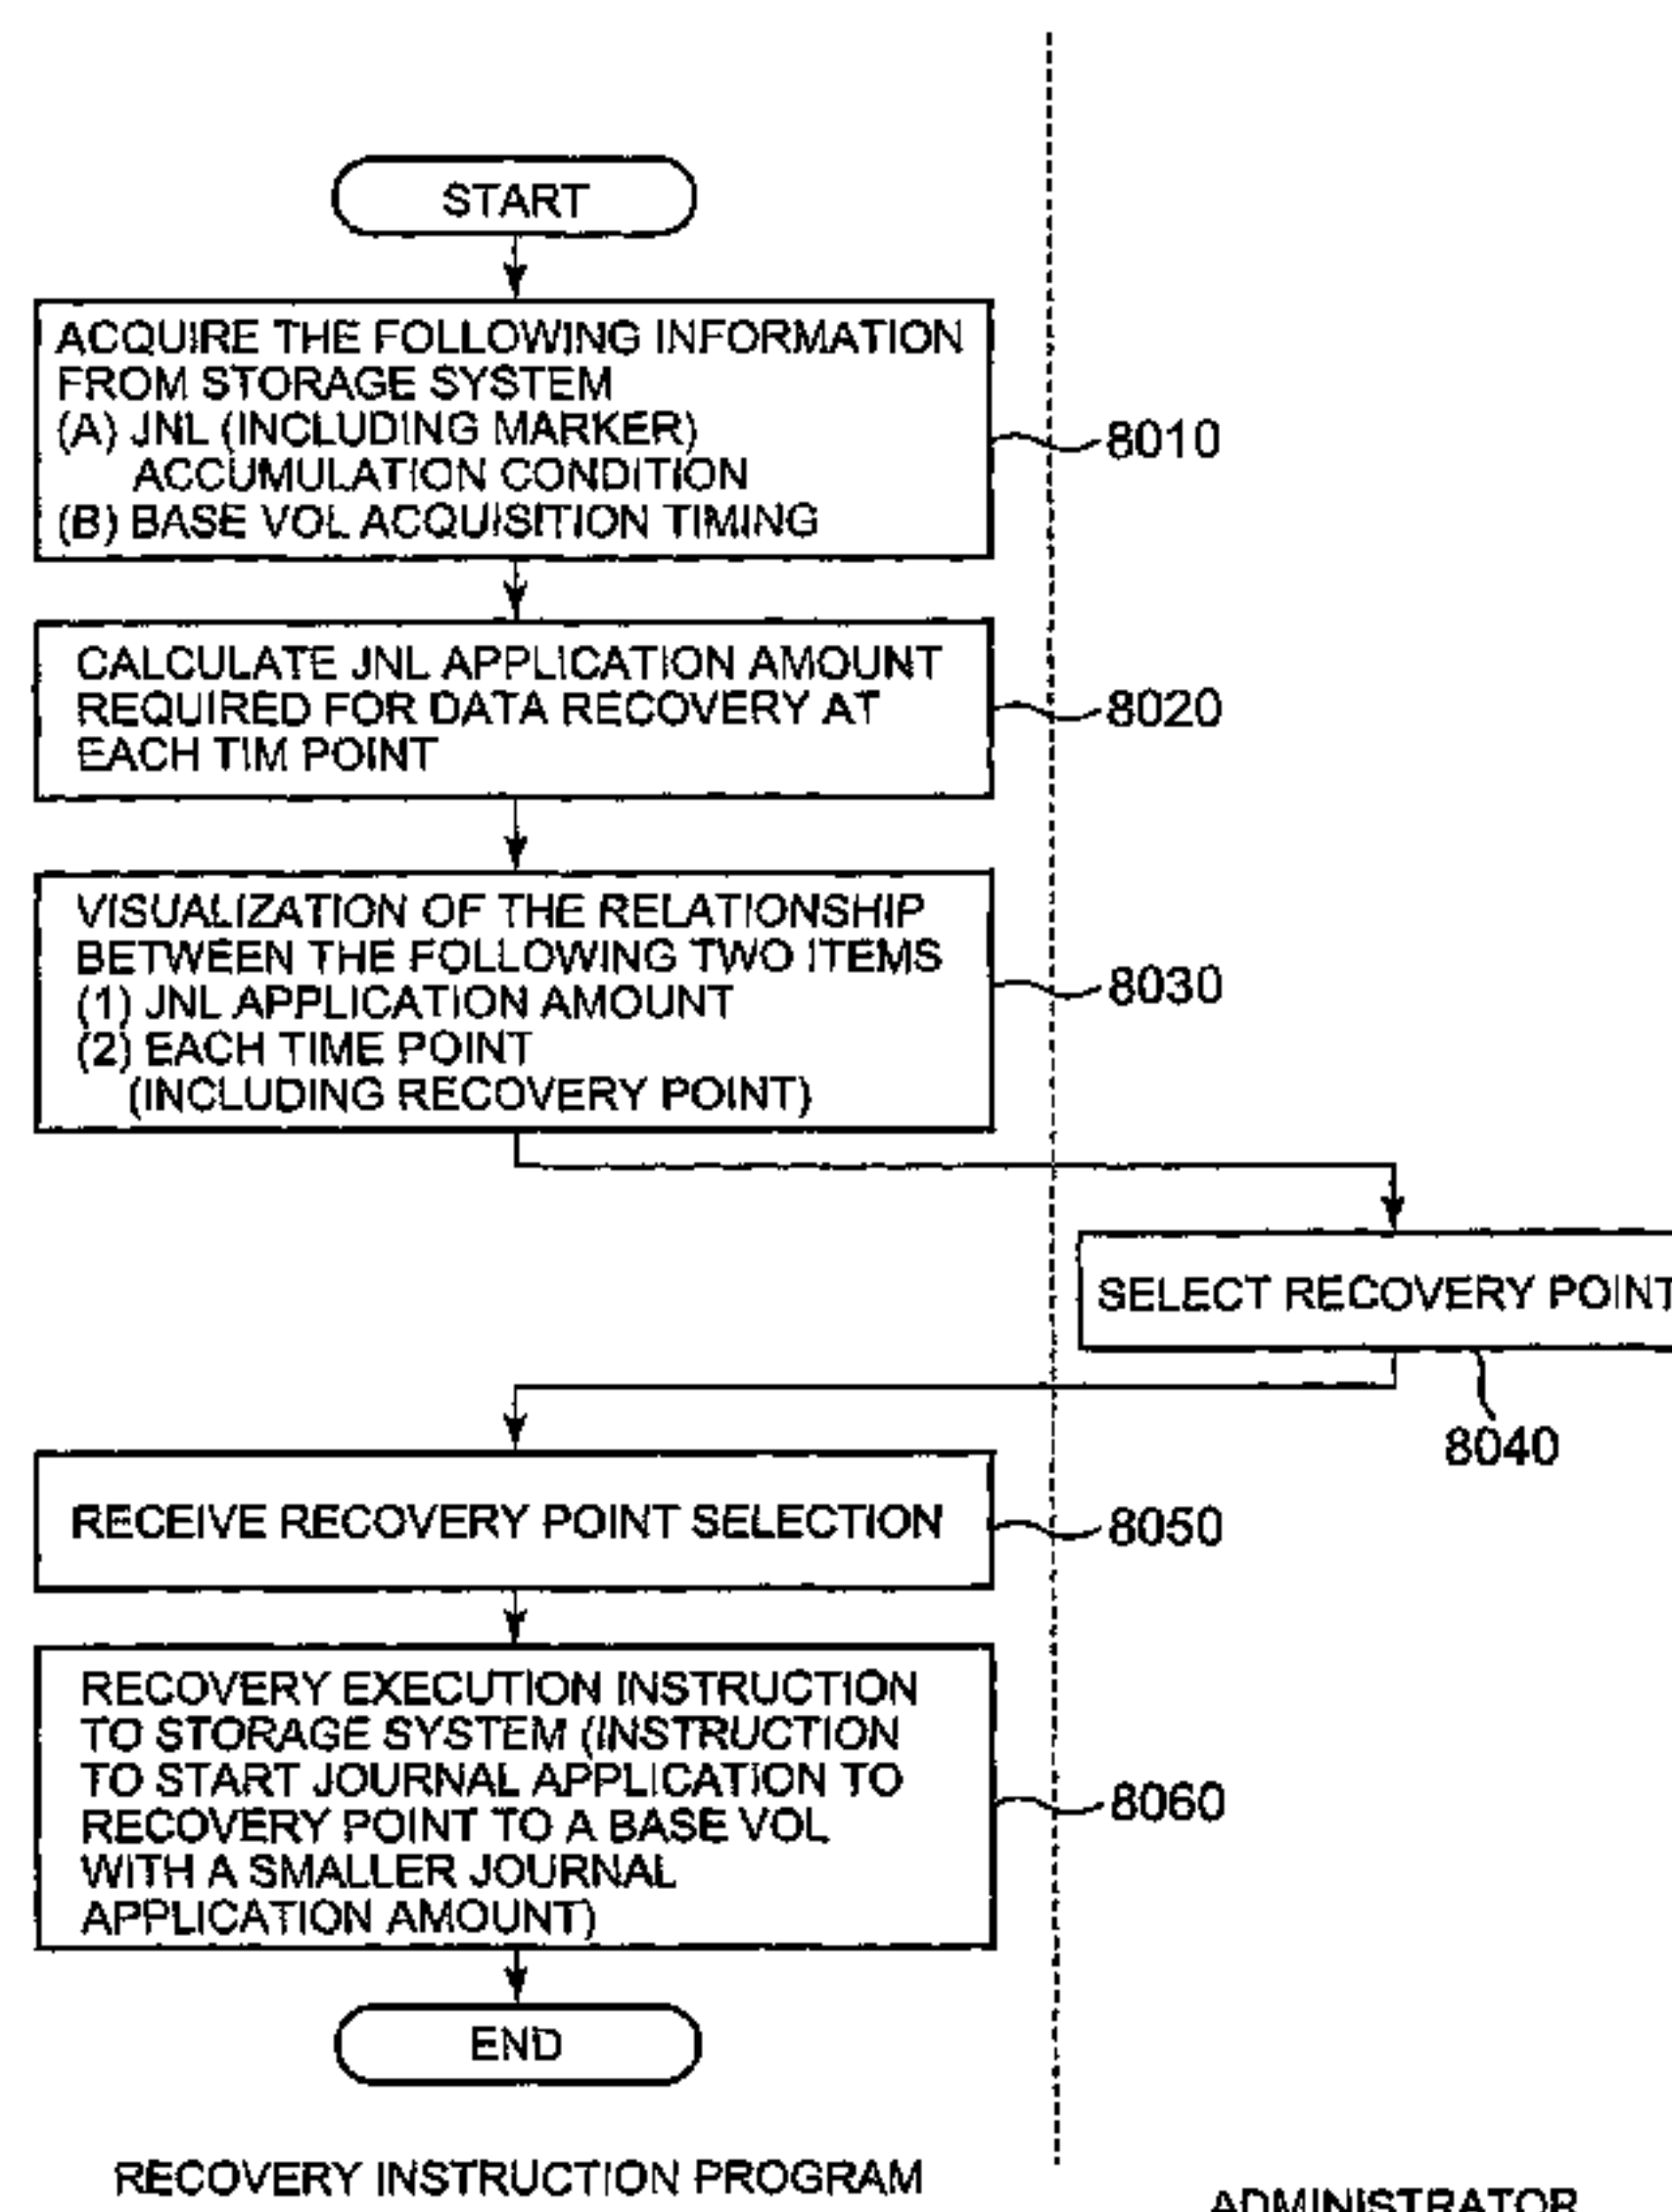 START
ACQUIRE THE FOLLOWING INFORMATION
FROM STORAGE SYSTEM
(A) JNL (INCLUDING MARKER)
ACCUMULATION CONDITION
(B) BASE VOL ACQUISITION TIMING
8010
CALCULATE JNL APPLICATION AMOUNT
REQUIRED FOR DATA RECOVERY AT
EACH TIM POINT
8020
VISUALIZATION OF THE RELATIONSHIP
BETWEEN THE FOLLOWING TWO ITEMS
(1) JNL APPLICATION AMOUNT
(2) EACH TIME POINT
(INCLUDING RECOVERY POINT)
8030
SELECT RECOVERY POINT
8040
RECEIVE RECOVERY POINT SELECTION
8050
RECOVERY EXECUTION INSTRUCTION
TO STORAGE SYSTEM (INSTRUCTION
TO START JOURNAL APPLICATION TO
RECOVERY POINT TO A BASE VOL
WITH A SMALLER JOURNAL
APPLICATION AMOUNT)
8060
END
RECOVERY INSTRUCTION PROGRAM
ADMINISTRATOR